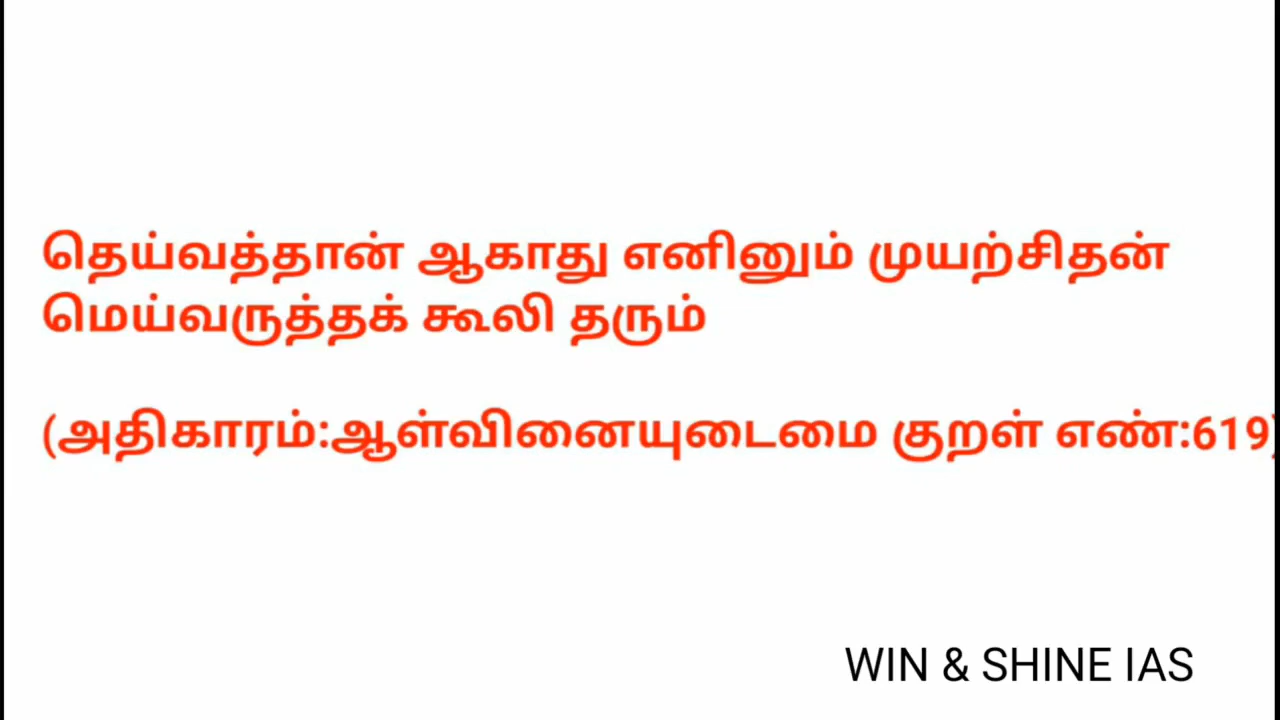 தெய்வத்தான் ஆகாது எனினும் முயற்சிதன்
மெய்வருத்தக் கூலி தரும்
(அதிகாரம்:ஆள்வினையுடைமை குறள் எண்:619)
WIN & SHINE IAS